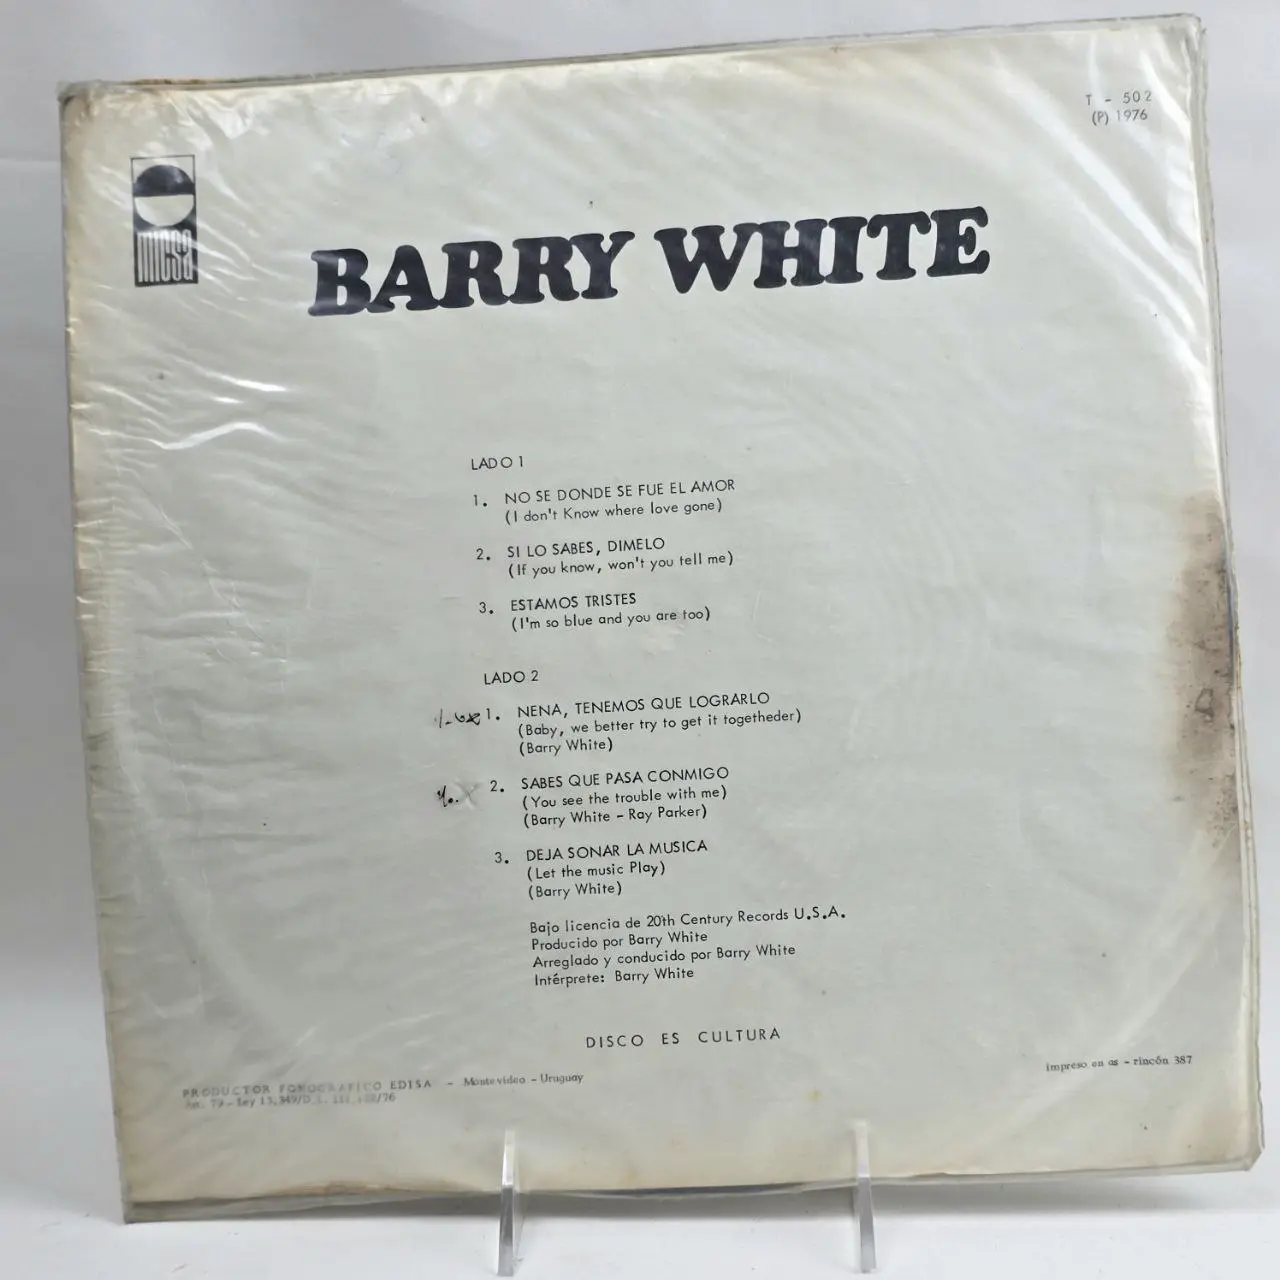 T - 502
(P) 1976
micsa
BARRY WHITE
LADO 1
1. NO SE DONDE SE FUE EL AMOR
(I don't Know where love gone)
2. SI LO SABES, DIMELO
(If you know, won't you tell me)
3. ESTAMOS TRISTES
(I'm so blue and you are too)
LADO 2
1. NENA, TENEMOS QUE LOGRARLO
(Baby, we better try to get it togetheder)
(Barry White)
2. SABES QUE PASA CONMIGO
(You see the trouble with me)
(Barry White - Ray Parker)
3. DEJA SONAR LA MUSICA
(Let the music Play)
(Barry White)
Bajo licencia de 20th Century Records U.S.A.
Producido por Barry White
Arreglado y conducido por Barry White
Intérprete: Barry White
DISCO ES CULTURA
impreso en as - rincón 387
PRODUCTOR FONOGRAFICO EDISA - Montevideo - Uruguay
79 - Ley 13.349/D.